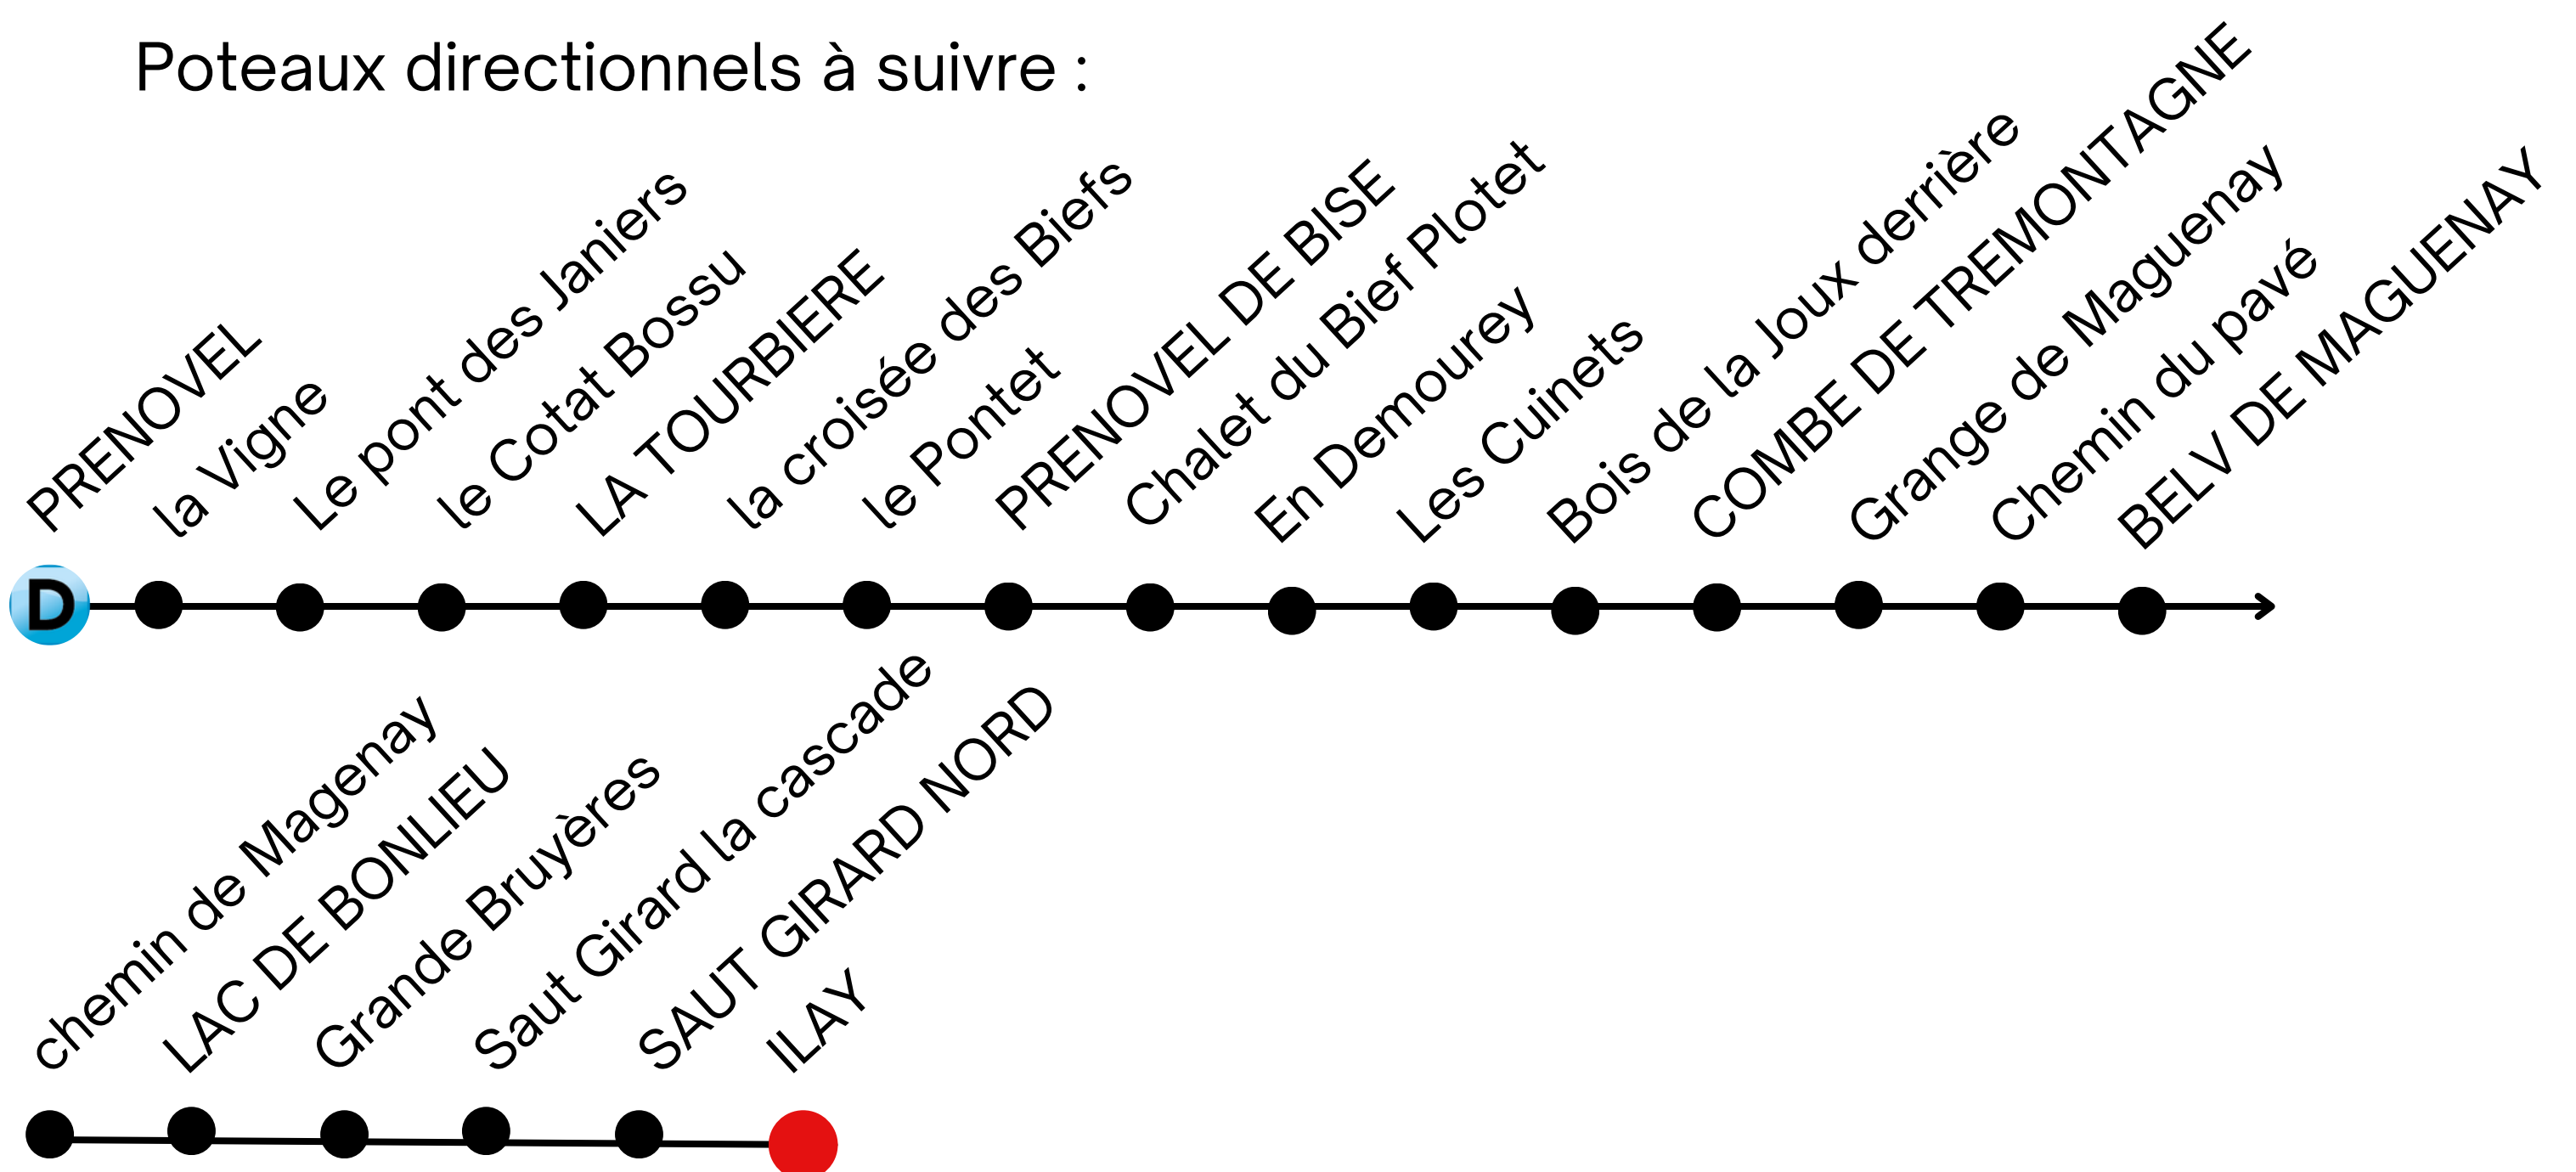 Poteaux directionnels à suivre :
PRENOVEL
la Vigne
Le pont des Janiers
le Cotat Bossu
LA TOURBIERE
la croisée des Biefs
le Pontet
PRENOVEL DE BISE
Chalet du Bief Plotet
En Demourey
Les Cuinets
Bois de la Joux derrière
COMBE DE TREMONTAGNE
Grange de Maguenay
Chemin du pavé
BELV DE MAGUENAY
D
chemin de Magenay
LAC DE BONLIEU
Grande Bruyères
Saut Girard la cascade
SAUT GIRARD NORD
ILAY